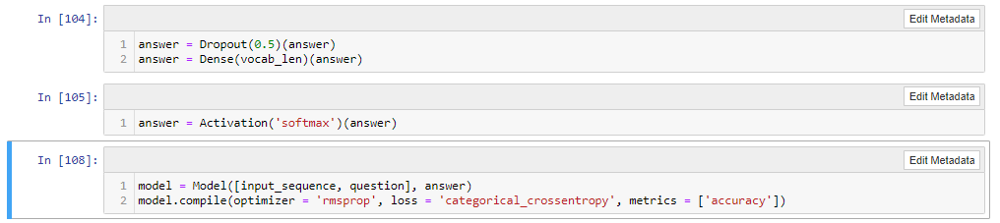 In [104]:
Edit Metadata
1 answer = Dropout(0.5)(answer)
2 answer = Dense(vocab_len)(answer)
In [105]:
Edit Metadata
1 answer = Activation('softmax')(answer)
In [108]:
Edit Metadata
1 model = Model([input_sequence, question], answer)
2 model.compile(optimizer = 'rmsprop', loss = 'categorical_crossentropy', metrics = ['accuracy'])